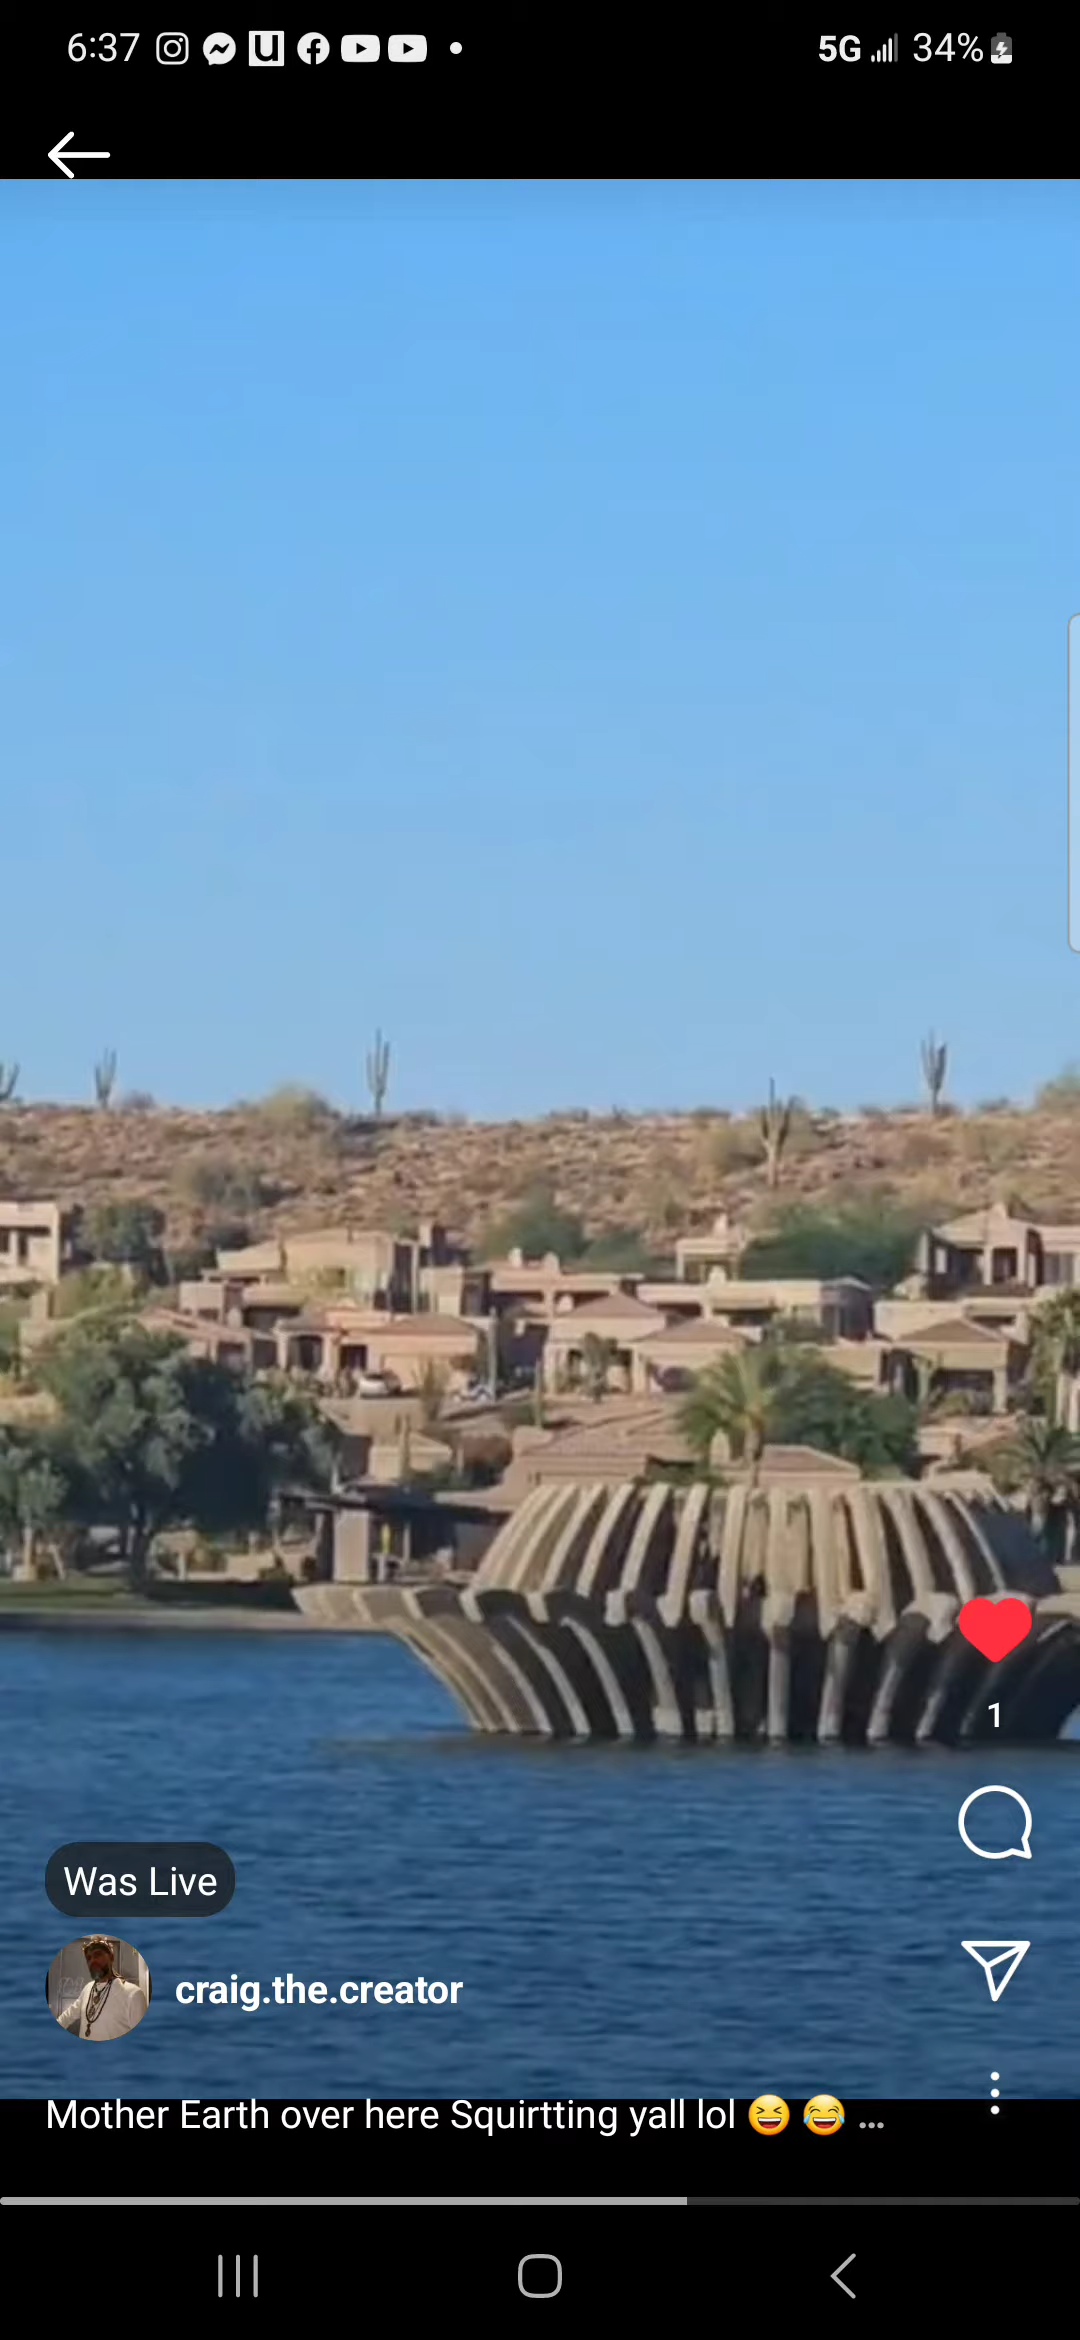 6:37 5G 34%
1
Was Live
craig.the.creator
Mother Earth over here Squirtting yall lol 😆 😂 ...